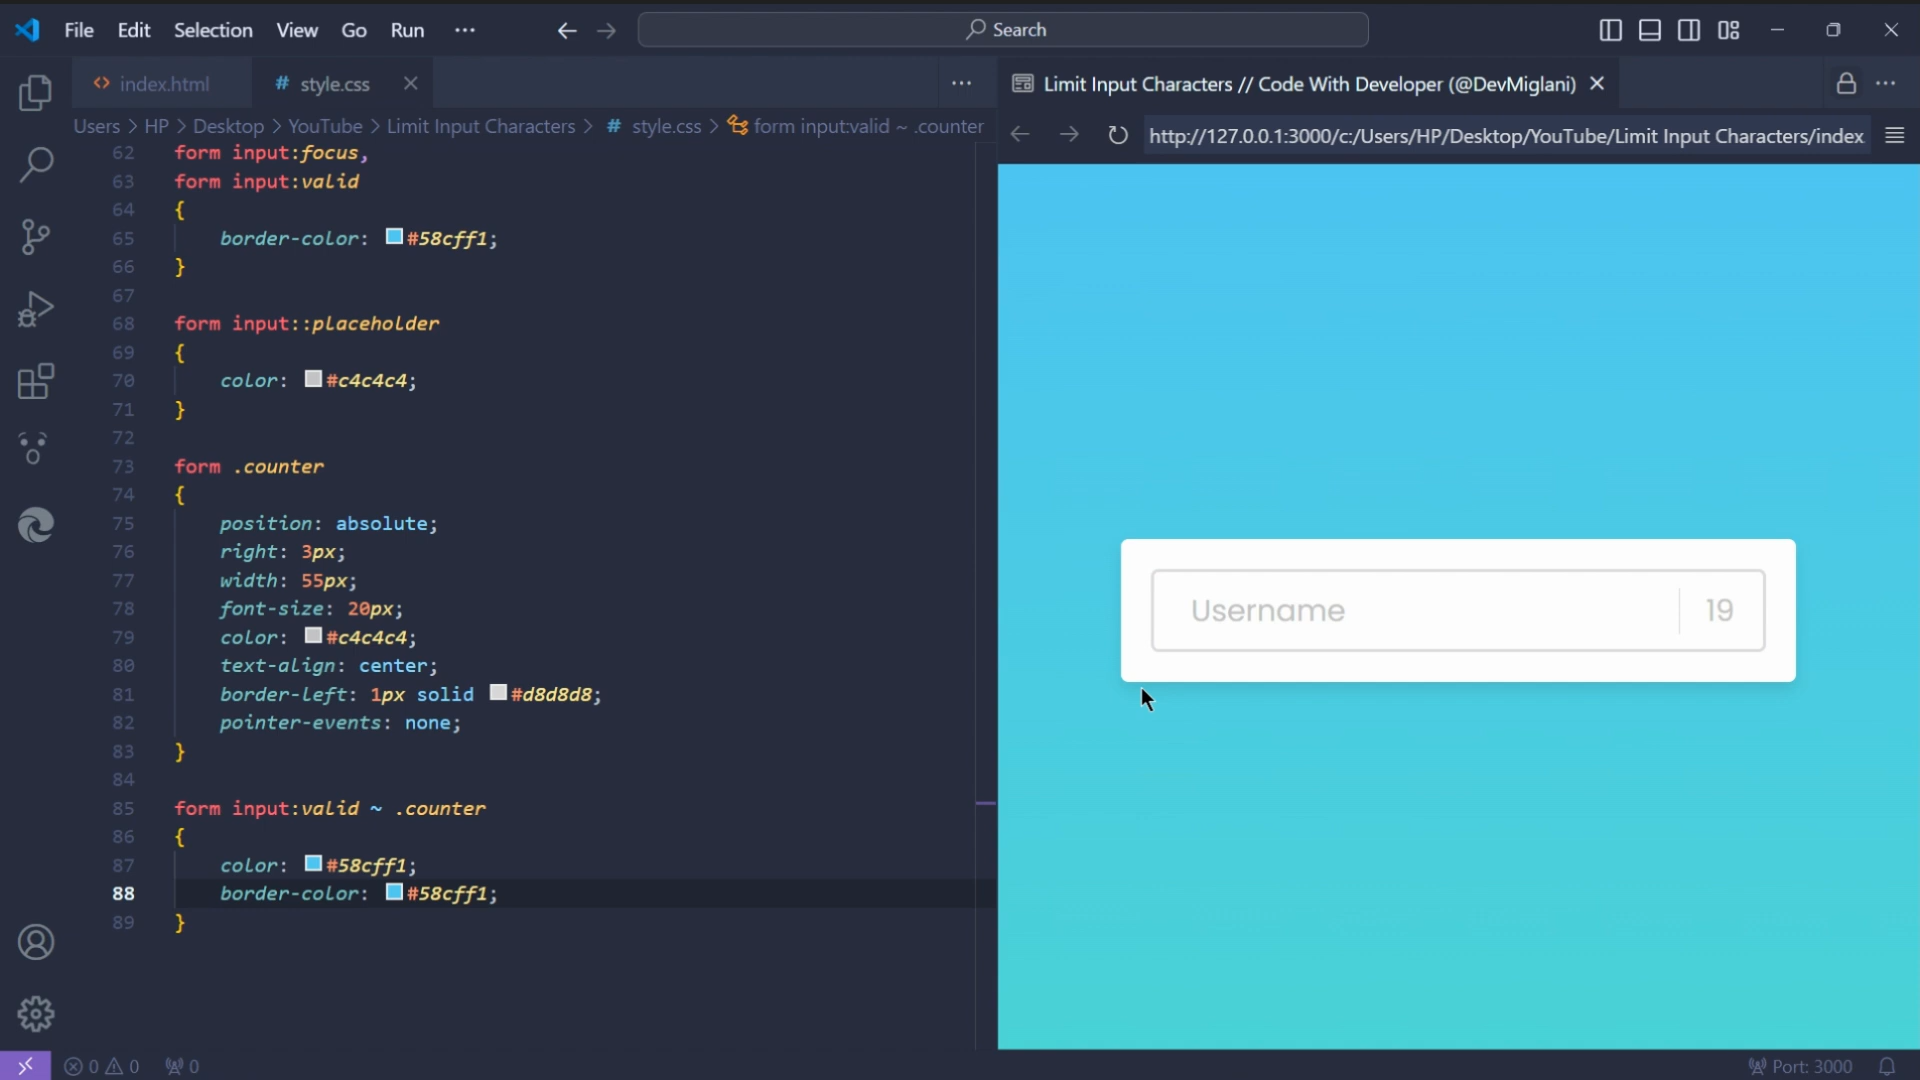 File Edit Selection View Go Run ··· Search
index.html # style.css ···
Users > HP > Desktop > YouTube > Limit Input Characters > # style.css > form input:valid ~ .counter
62 form input:focus,
63 form input:valid
64 {
65 border-color: #58cff1;
66 }
67
68 form input::placeholder
69 {
70 color: #c4c4c4;
71 }
72
73 form .counter
74 {
75 position: absolute;
76 right: 3px;
77 width: 55px;
78 font-size: 20px;
79 color: #c4c4c4;
80 text-align: center;
81 border-left: 1px solid #d8d8d8;
82 pointer-events: none;
83 }
84
85 form input:valid ~ .counter
86 {
87 color: #58cff1;
88 border-color: #58cff1;
89 }
Limit Input Characters // Code With Developer (@DevMiglani) ···
http://127.0.0.1:3000/c:/Users/HP/Desktop/YouTube/Limit Input Characters/index
Username 19
0 0 0 Port: 3000